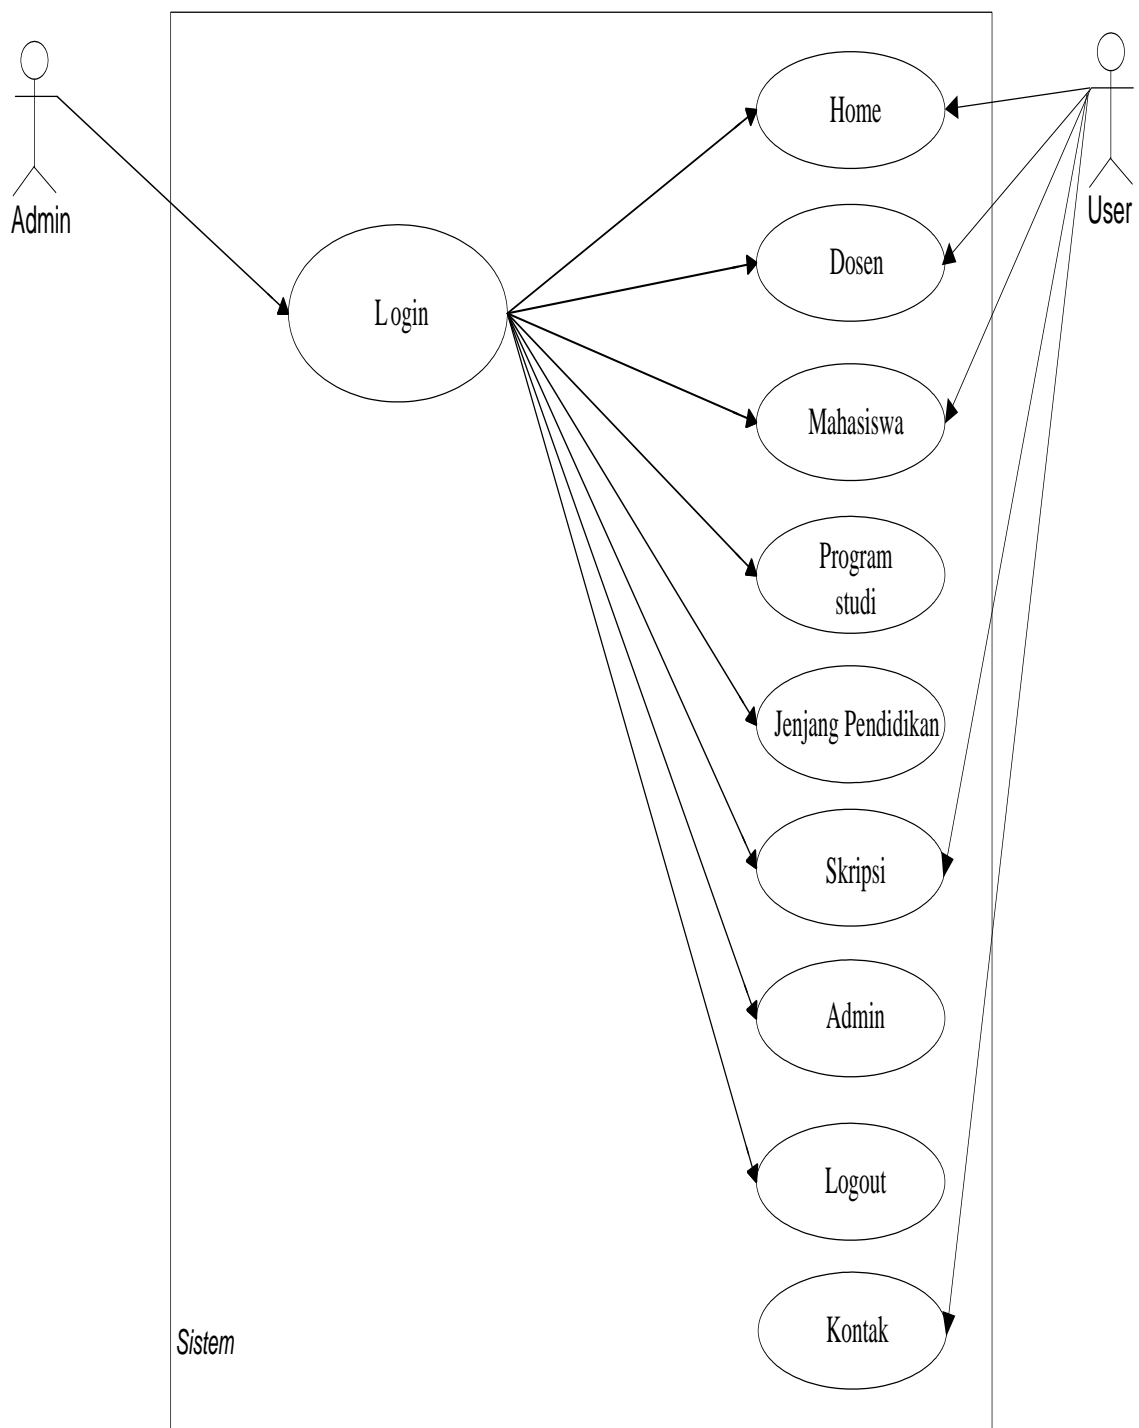 Home
Admin
User
Dosen
Login
Mahasiswa
Program
studi
Jenjang Pendidikan
Skripsi
Admin
Logout
Kontak
Sistem